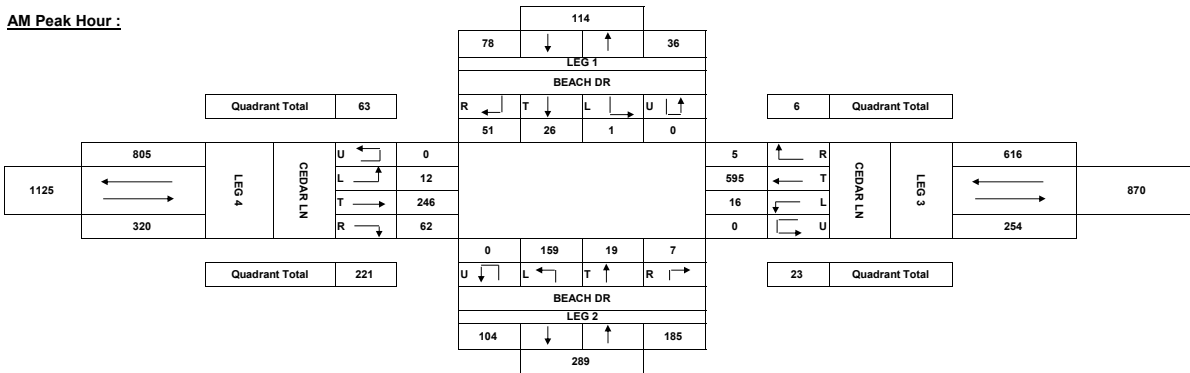 AM Peak Hour :
114
78 36
LEG 1
BEACH DR
Quadrant Total 63
R T L U
6 Quadrant Total
51 26 1 0
805 U 0
5 R 616
1125 LEG 4 CEDAR LN L 12
595 T CEDAR LN LEG 3 870
T 246
16 L
320 R 62
0 U 254
0 159 19 7
Quadrant Total 221
U L T R
23 Quadrant Total
BEACH DR
LEG 2
104 185
289